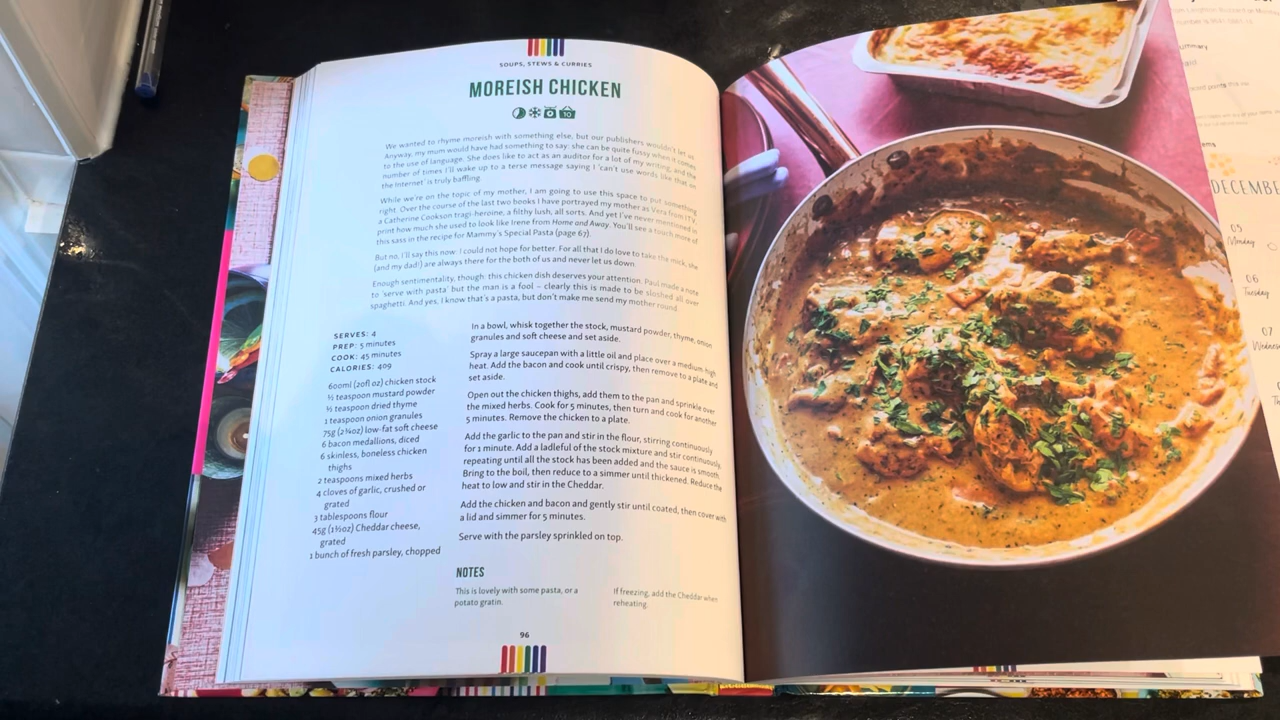 SOUPS, STEWS & CURRIES
MOREISH CHICKEN
10
We wanted to rhyme moreish with something else, but our publishers wouldn't let us.
Anyway, my mum would have had something to say: she can be quite fussy when it comes
to the use of language. She does like to act as an auditor for a lot of my writing, and the
number of times I'll wake up to a terse message saying I 'can't use words like that on
the Internet' is truly baffling.
While we're on the topic of my mother, I am going to use this space to put something
right. Over the course of the last two books I have portrayed my mother as Vera from ITV,
a Catherine Cookson tragi-heroine, a filthy lush, all sorts. And yet I've never mentioned in
print how much she used to look like Irene from Home and Away. You'll see a touch more of
this sass in the recipe for Mammy's Special Pasta (page 67).
But no, I'll say this now: I could not hope for better. For all that I do love to take the mick, she
(and my dad!) are always there for the both of us and never let us down.
Enough sentimentality, though: this chicken dish deserves your attention. Paul made a note
to 'serve with pasta' but the man is a fool – clearly this is made to be sloshed all over
spaghetti. And yes, I know that's a pasta, but don't make me send my mother round.
SERVES: 4
PREP: 5 minutes
COOK: 45 minutes
CALORIES: 409
600ml (20fl oz) chicken stock
½ teaspoon mustard powder
½ teaspoon dried thyme
1 teaspoon onion granules
75g (2¾oz) low-fat soft cheese
6 bacon medallions, diced
6 skinless, boneless chicken
thighs
2 teaspoons mixed herbs
4 cloves of garlic, crushed or
grated
3 tablespoons flour
45g (1½oz) Cheddar cheese,
grated
1 bunch of fresh parsley, chopped
In a bowl, whisk together the stock, mustard powder, thyme, onion
granules and soft cheese and set aside.
Spray a large saucepan with a little oil and place over a medium-high
heat. Add the bacon and cook until crispy, then remove to a plate and
set aside.
Open out the chicken thighs, add them to the pan and sprinkle over
the mixed herbs. Cook for 5 minutes, then turn and cook for another
5 minutes. Remove the chicken to a plate.
Add the garlic to the pan and stir in the flour, stirring continuously
for 1 minute. Add a ladleful of the stock mixture and stir continuously,
repeating until all the stock has been added and the sauce is smooth.
Bring to the boil, then reduce to a simmer until thickened. Reduce the
heat to low and stir in the Cheddar.
Add the chicken and bacon and gently stir until coated, then cover with
a lid and simmer for 5 minutes.
Serve with the parsley sprinkled on top.
NOTES
This is lovely with some pasta, or a
potato gratin.
If freezing, add the Cheddar when
reheating.
96
DECEMBE
05
Monday
06
Tuesday
07